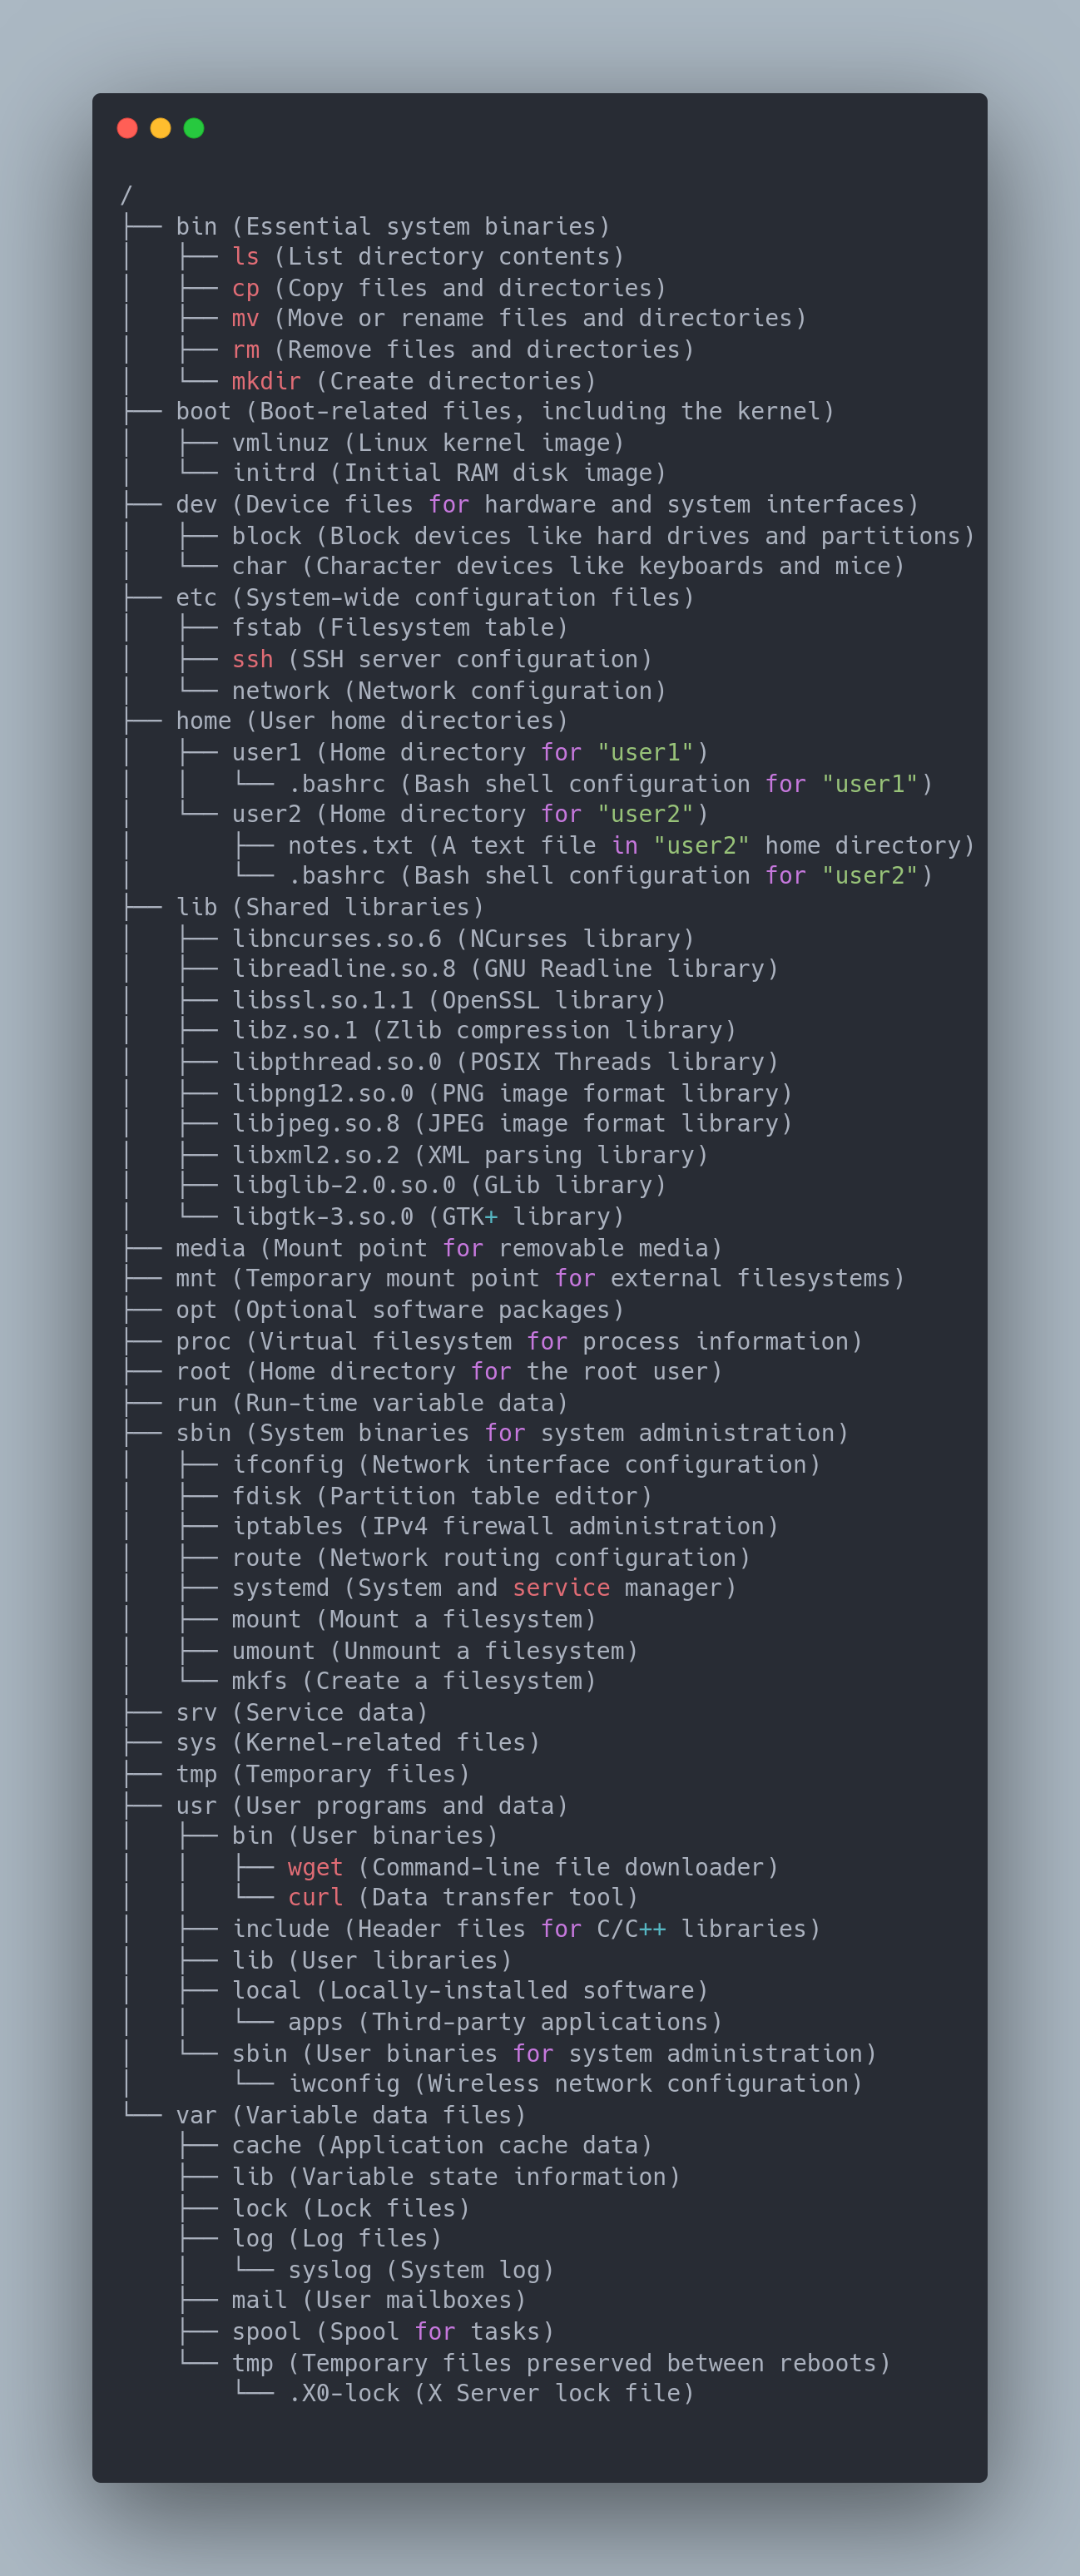 /
├── bin (Essential system binaries)
│   ├── ls (List directory contents)
│   ├── cp (Copy files and directories)
│   ├── mv (Move or rename files and directories)
│   ├── rm (Remove files and directories)
│   └── mkdir (Create directories)
├── boot (Boot-related files, including the kernel)
│   ├── vmlinuz (Linux kernel image)
│   └── initrd (Initial RAM disk image)
├── dev (Device files for hardware and system interfaces)
│   ├── block (Block devices like hard drives and partitions)
│   └── char (Character devices like keyboards and mice)
├── etc (System-wide configuration files)
│   ├── fstab (Filesystem table)
│   ├── ssh (SSH server configuration)
│   └── network (Network configuration)
├── home (User home directories)
│   ├── user1 (Home directory for "user1")
│   │   └── .bashrc (Bash shell configuration for "user1")
│   └── user2 (Home directory for "user2")
│       ├── notes.txt (A text file in "user2" home directory)
│       └── .bashrc (Bash shell configuration for "user2")
├── lib (Shared libraries)
│   ├── libncurses.so.6 (NCurses library)
│   ├── libreadline.so.8 (GNU Readline library)
│   ├── libssl.so.1.1 (OpenSSL library)
│   ├── libz.so.1 (Zlib compression library)
│   ├── libpthread.so.0 (POSIX Threads library)
│   ├── libpng12.so.0 (PNG image format library)
│   ├── libjpeg.so.8 (JPEG image format library)
│   ├── libxml2.so.2 (XML parsing library)
│   ├── libglib-2.0.so.0 (GLib library)
│   └── libgtk-3.so.0 (GTK+ library)
├── media (Mount point for removable media)
├── mnt (Temporary mount point for external filesystems)
├── opt (Optional software packages)
├── proc (Virtual filesystem for process information)
├── root (Home directory for the root user)
├── run (Run-time variable data)
├── sbin (System binaries for system administration)
│   ├── ifconfig (Network interface configuration)
│   ├── fdisk (Partition table editor)
│   ├── iptables (IPv4 firewall administration)
│   ├── route (Network routing configuration)
│   ├── systemd (System and service manager)
│   ├── mount (Mount a filesystem)
│   ├── umount (Unmount a filesystem)
│   └── mkfs (Create a filesystem)
├── srv (Service data)
├── sys (Kernel-related files)
├── tmp (Temporary files)
├── usr (User programs and data)
│   ├── bin (User binaries)
│   │   ├── wget (Command-line file downloader)
│   │   └── curl (Data transfer tool)
│   ├── include (Header files for C/C++ libraries)
│   ├── lib (User libraries)
│   ├── local (Locally-installed software)
│   │   └── apps (Third-party applications)
│   └── sbin (User binaries for system administration)
│       └── iwconfig (Wireless network configuration)
└── var (Variable data files)
    ├── cache (Application cache data)
    ├── lib (Variable state information)
    ├── lock (Lock files)
    ├── log (Log files)
    │   └── syslog (System log)
    ├── mail (User mailboxes)
    ├── spool (Spool for tasks)
    └── tmp (Temporary files preserved between reboots)
        └── .X0-lock (X Server lock file)